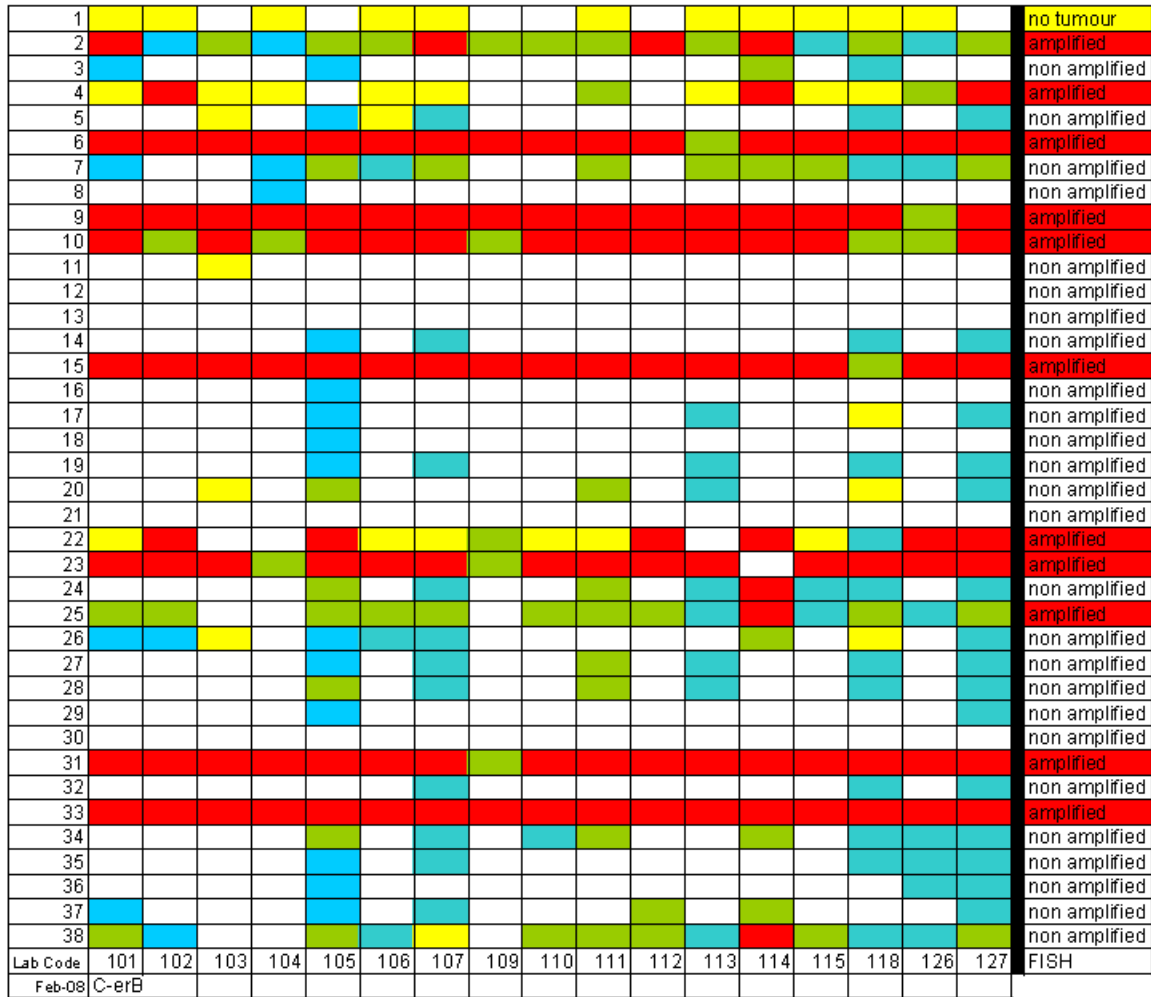 1 no tumour
2 amplified
3 non amplified
4 amplified
5 non amplified
6 amplified
7 non amplified
8 non amplified
9 amplified
10 amplified
11 non amplified
12 non amplified
13 non amplified
14 non amplified
15 amplified
16 non amplified
17 non amplified
18 non amplified
19 non amplified
20 non amplified
21 non amplified
22 amplified
23 amplified
24 non amplified
25 amplified
26 non amplified
27 non amplified
28 non amplified
29 non amplified
30 non amplified
31 amplified
32 non amplified
33 amplified
34 non amplified
35 non amplified
36 non amplified
37 non amplified
38 non amplified
Lab Code 101 102 103 104 105 106 107 109 110 111 112 113 114 115 118 126 127 FISH
Feb-08 C-erB